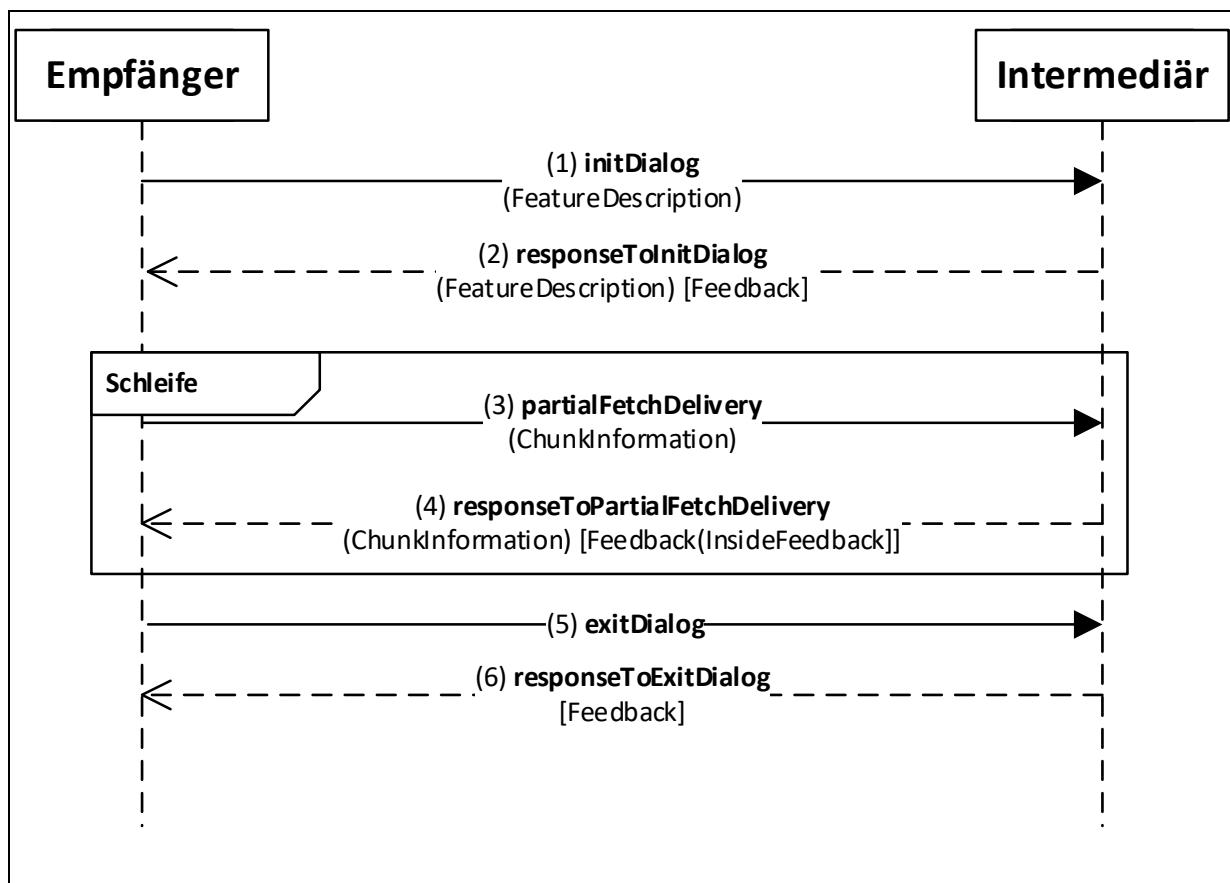 Empfänger
Intermediär
(1) initDialog
(FeatureDescription)
(2) responseToInitDialog
(FeatureDescription) [Feedback]
Schleife
(3) partialFetchDelivery
(ChunkInformation)
(4) responseToPartialFetchDelivery
(ChunkInformation) [Feedback(InsideFeedback]]
(5) exitDialog
(6) responseToExitDialog
[Feedback]